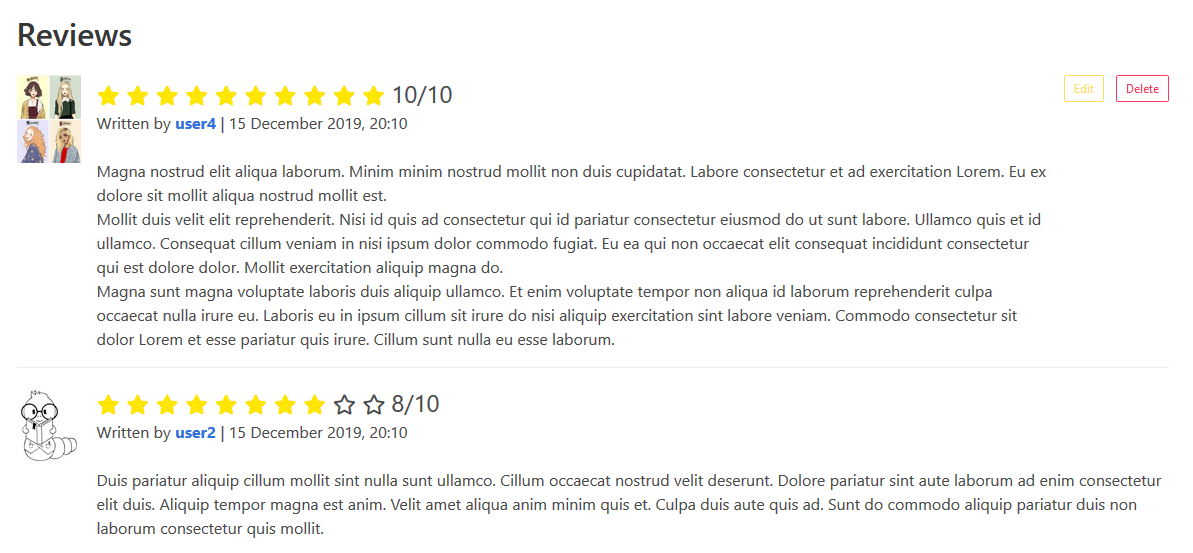 Reviews
10/10
Edit
Delete
Written by user4 | 15 December 2019, 20:10
Magna nostrud elit aliqua laborum. Minim minim nostrud mollit non duis cupidatat. Labore consectetur et ad exercitation Lorem. Eu ex
dolore sit mollit aliqua nostrud mollit est.
Mollit duis velit elit reprehenderit. Nisi id quis ad consectetur qui id pariatur consectetur eiusmod do ut sunt labore. Ullamco quis et id
ullamco. Consequat cillum veniam in nisi ipsum dolor commodo fugiat. Eu ea qui non occaecat elit consequat incididunt consectetur
qui est dolore dolor. Mollit exercitation aliquip magna do.
Magna sunt magna voluptate laboris duis aliquip ullamco. Et enim voluptate tempor non aliqua id laborum reprehenderit culpa
occaecat nulla irure eu. Laboris eu in ipsum cillum sit irure do nisi aliquip exercitation sint labore veniam. Commodo consectetur sit
dolor Lorem et esse pariatur quis irure. Cillum sunt nulla eu esse laborum.
8/10
Written by user2 | 15 December 2019, 20:10
Duis pariatur aliquip cillum mollit sint nulla sunt ullamco. Cillum occaecat nostrud velit deserunt. Dolore pariatur sint aute laborum ad enim consectetur
elit duis. Aliquip tempor magna est anim. Velit amet aliqua anim minim quis et. Culpa duis aute quis ad. Sunt do commodo aliquip pariatur duis non
laborum consectetur quis mollit.